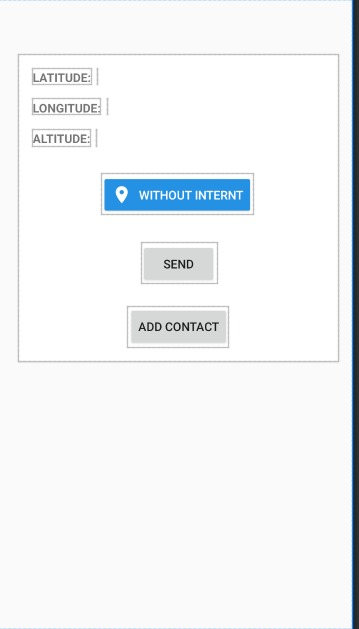 LATITUDE:
LONGITUDE:
ALTITUDE:
WITHOUT INTERNT
SEND
ADD CONTACT